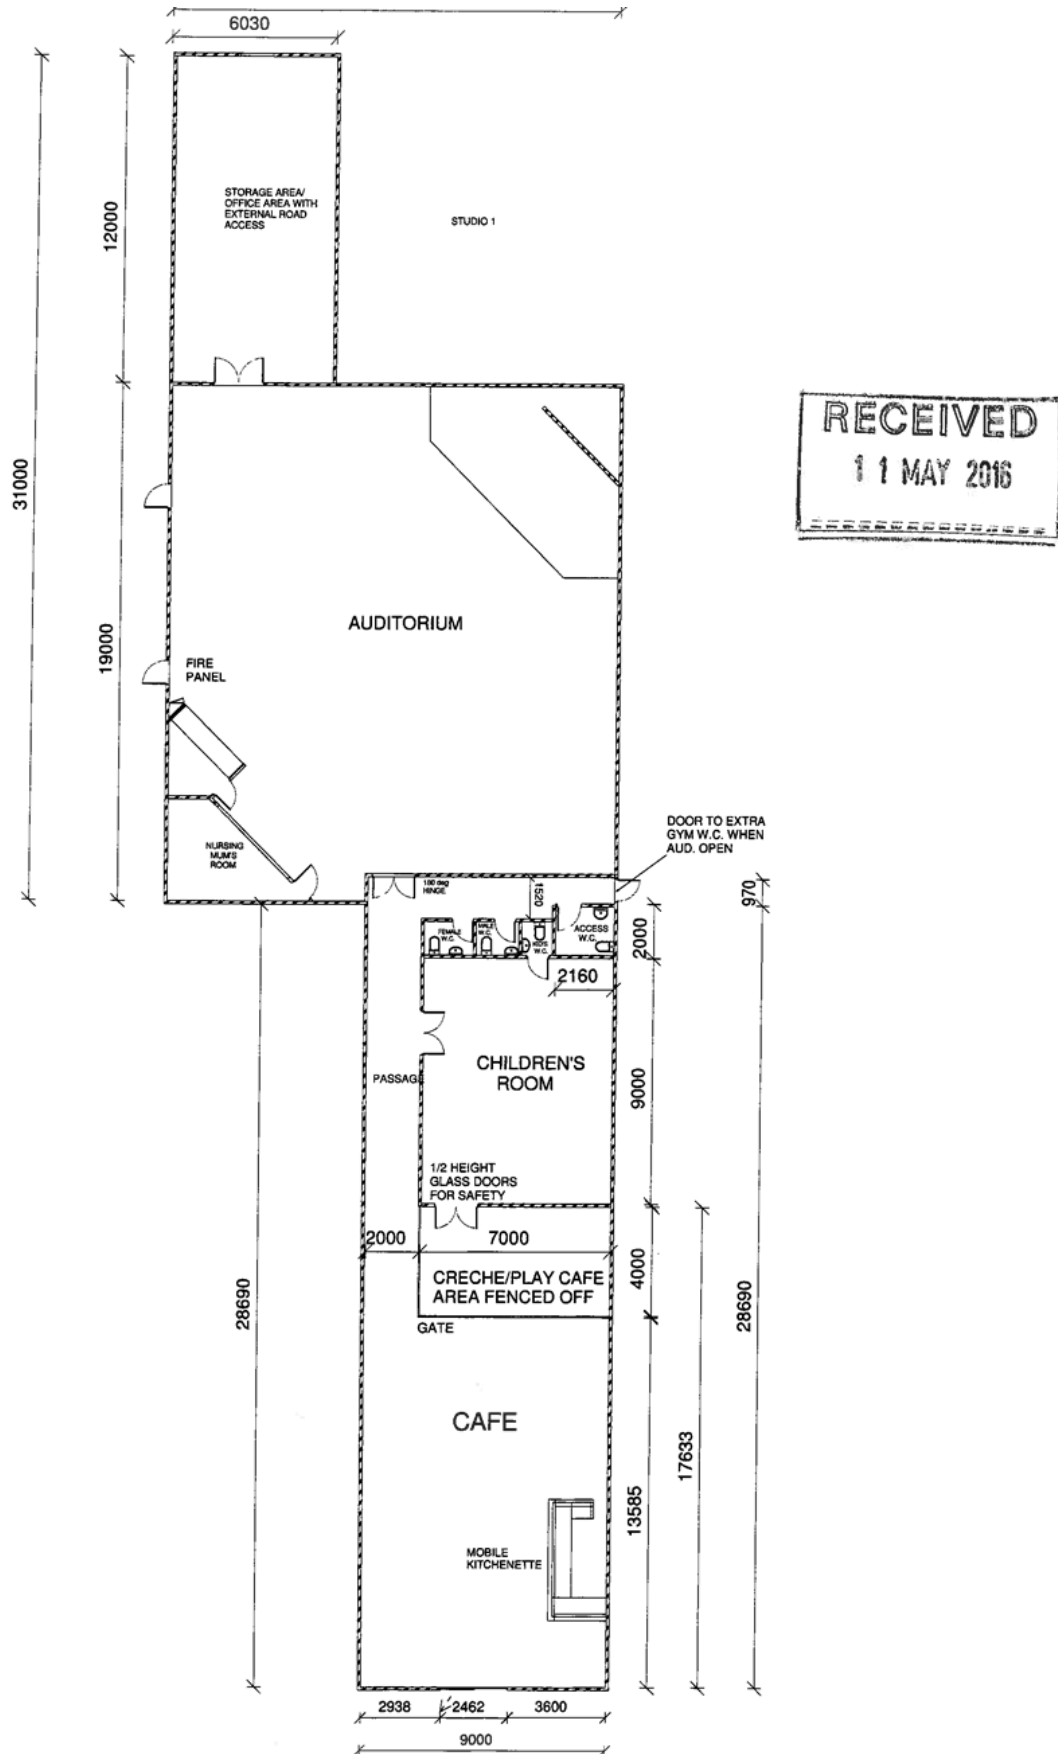 6030
STORAGE AREA/
OFFICE AREA WITH
EXTERNAL ROAD
ACCESS
STUDIO 1
12000
31000
19000
RECEIVED
11 MAY 2016
AUDITORIUM
FIRE
PANEL
NURSING
MUM'S
ROOM
DOOR TO EXTRA
GYM W.C. WHEN
AUD. OPEN
180 deg
HINGE
1520
970
FEMALE
W.C.
MALE
W.C.
KID'S
W.C.
ACCESS
W.C.
2000
2160
CHILDREN'S
ROOM
PASSAGE
9000
1/2 HEIGHT
GLASS DOORS
FOR SAFETY
2000
7000
4000
CRECHE/PLAY CAFE
AREA FENCED OFF
GATE
28690
28690
CAFE
17633
13585
MOBILE
KITCHENETTE
2938
2462
3600
9000